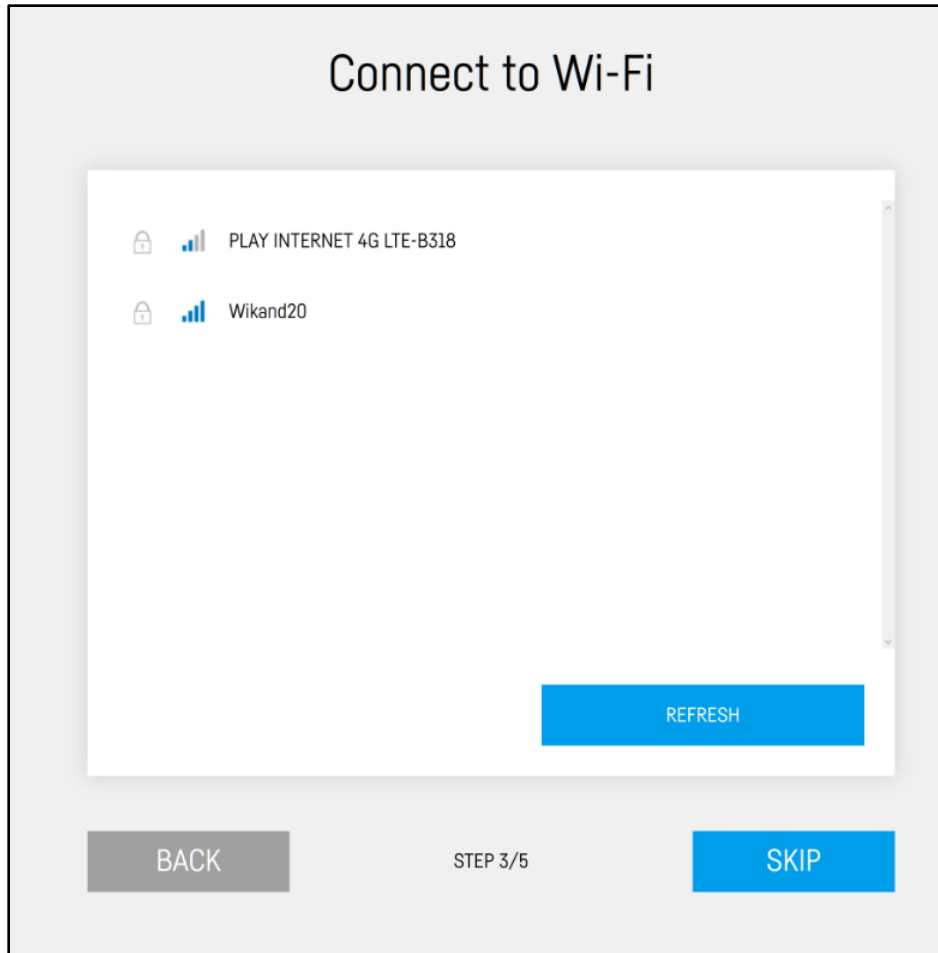 Connect to Wi-Fi
PLAY INTERNET 4G LTE-B318
Wikand20
REFRESH
BACK
STEP 3/5
SKIP